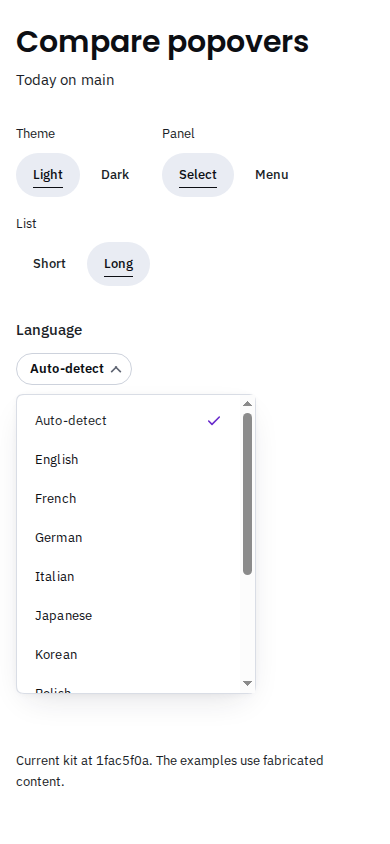 Compare popovers
Today on main
Theme
Panel
Light
Dark
Select
Menu
List
Short
Long
Language
Auto-detect
Auto-detect
English
French
German
Italian
Japanese
Korean
Polish
Current kit at 1fac5f0a. The examples use fabricated
content.